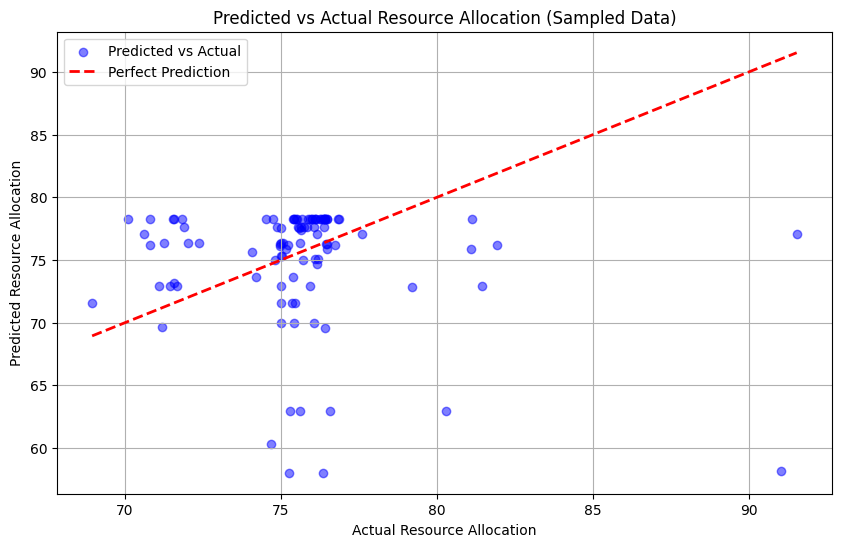 Predicted vs Actual Resource Allocation (Sampled Data)
Predicted vs Actual
Perfect Prediction
Predicted Resource Allocation
90
85
80
75
70
65
60
70 75 80 85 90
Actual Resource Allocation